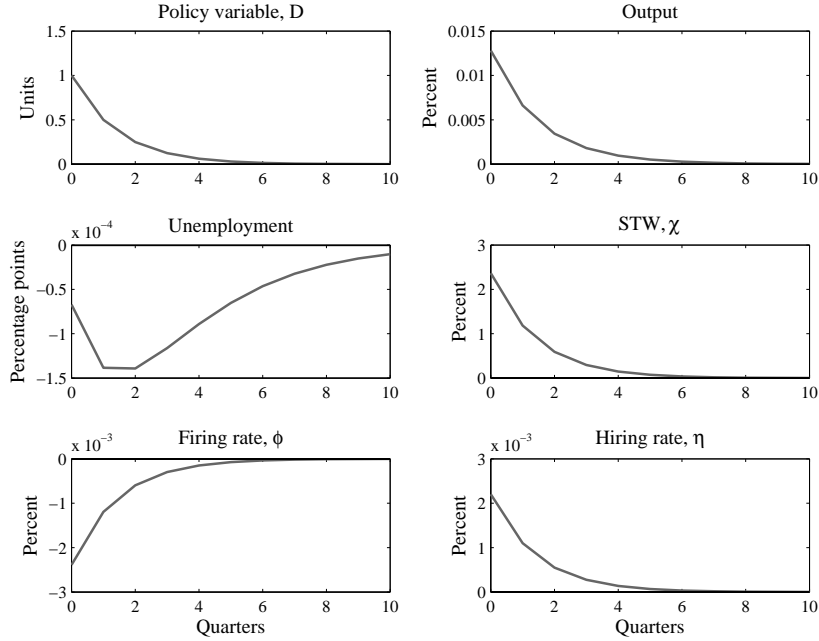 Policy variable, D
Units
1.5
1
0.5
0
0 2 4 6 8 10
Output
Percent
0.015
0.01
0.005
0
0 2 4 6 8 10
Unemployment
x 10⁻⁴
Percentage points
0
−0.5
−1
−1.5
0 2 4 6 8 10
STW, χ
Percent
3
2
1
0
0 2 4 6 8 10
Firing rate, ϕ
x 10⁻³
Percent
0
−1
−2
−3
0 2 4 6 8 10
Quarters
Hiring rate, η
x 10⁻³
Percent
3
2
1
0
0 2 4 6 8 10
Quarters